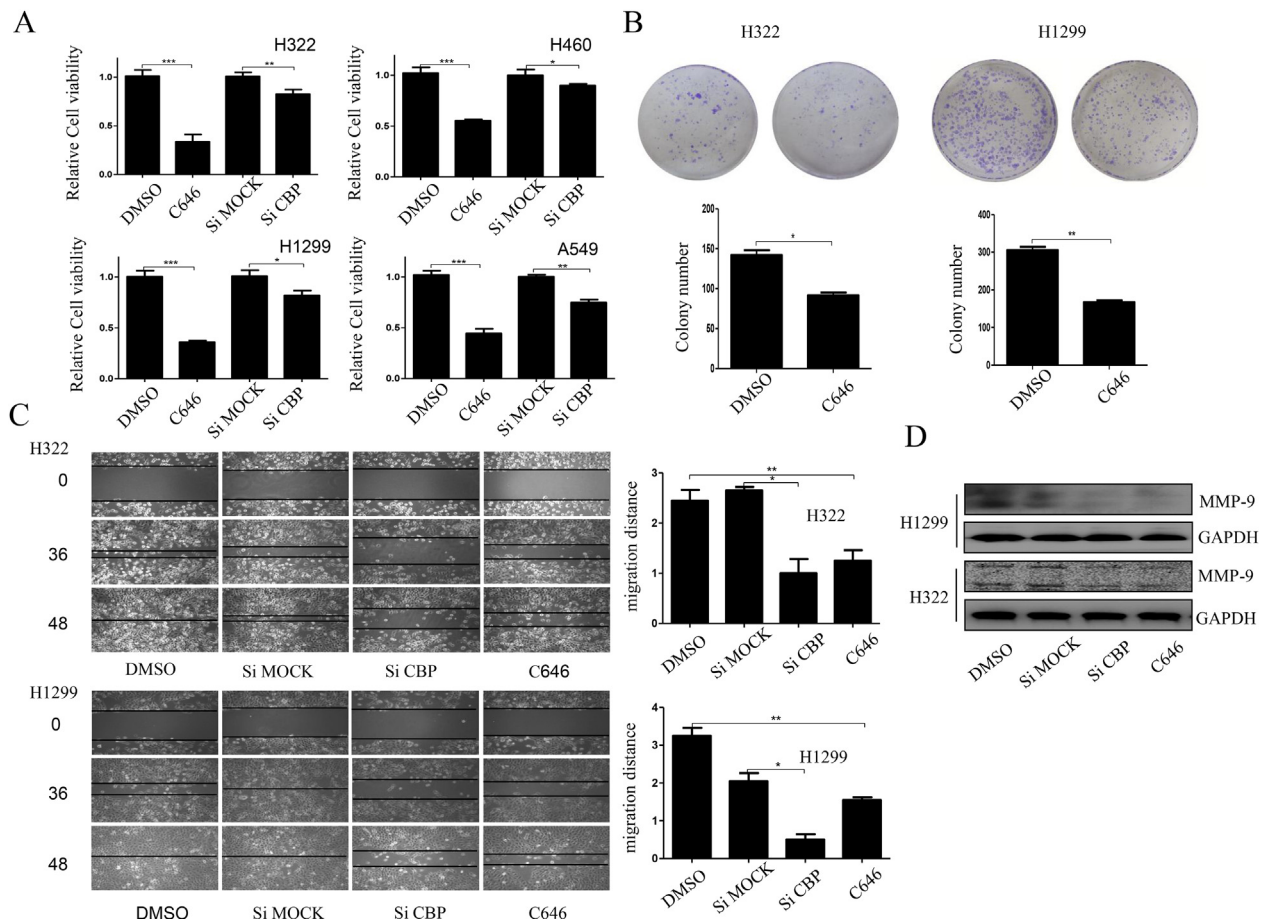 A
H322
Relative Cell viability
1.0
0.5
0.0
***
**
DMSO
C646
Si MOCK
Si CBP
H460
Relative Cell viability
1.0
0.5
0.0
***
*
DMSO
C646
Si MOCK
Si CBP
H1299
Relative Cell viability
1.0
0.5
0.0
***
*
DMSO
C646
Si MOCK
Si CBP
A549
Relative Cell viability
1.0
0.5
0.0
***
**
DMSO
C646
Si MOCK
Si CBP
B
H322
H1299
Colony number
200
150
100
50
0
*
DMSO
C646
Colony number
400
300
200
100
0
**
DMSO
C646
C
H322
0
36
48
DMSO
Si MOCK
Si CBP
C646
H1299
0
36
48
DMSO
Si MOCK
Si CBP
C646
migration distance
3
2
1
0
**
*
H322
DMSO
Si MOCK
Si CBP
C646
migration distance
4
3
2
1
0
**
*
H1299
DMSO
Si MOCK
Si CBP
C646
D
H1299
MMP-9
GAPDH
H322
MMP-9
GAPDH
DMSO
Si MOCK
Si CBP
C646